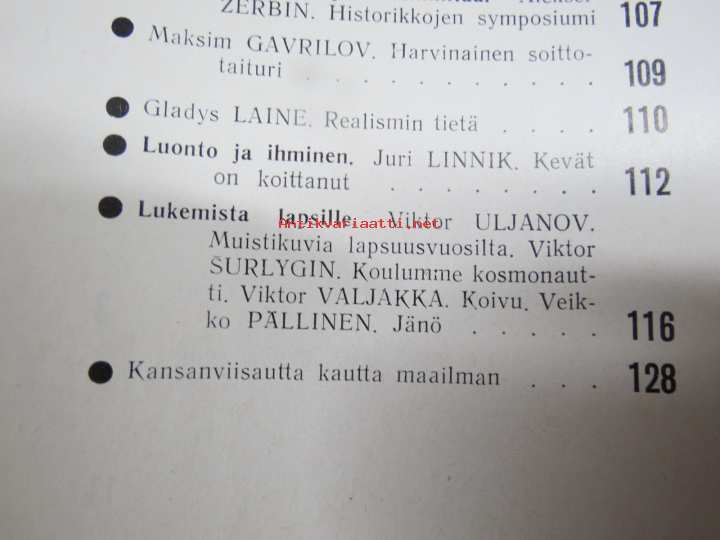 ZERBIN. Historikkojen symposiumi 107
● Maksim GAVRILOV. Harvinainen soitto-
taituri . . . . . . . . . . 109
● Gladys LAINE. Realismin tietä . . . . 110
● Luonto ja ihminen. Juri LINNIK. Kevät
on koittanut . . . . . . . . 112
● Lukemista lapsille. Viktor ULJANOV.
Antikvariaatti.net
Muistikuvia lapsuusvuosilta. Viktor
ŠURLYGIN. Koulumme kosmonaut-
ti. Viktor VALJAKKA. Koivu. Veik-
ko PÄLLINEN. Jänö . . . . . 116
● Kansanviisautta kautta maailman . . . 128